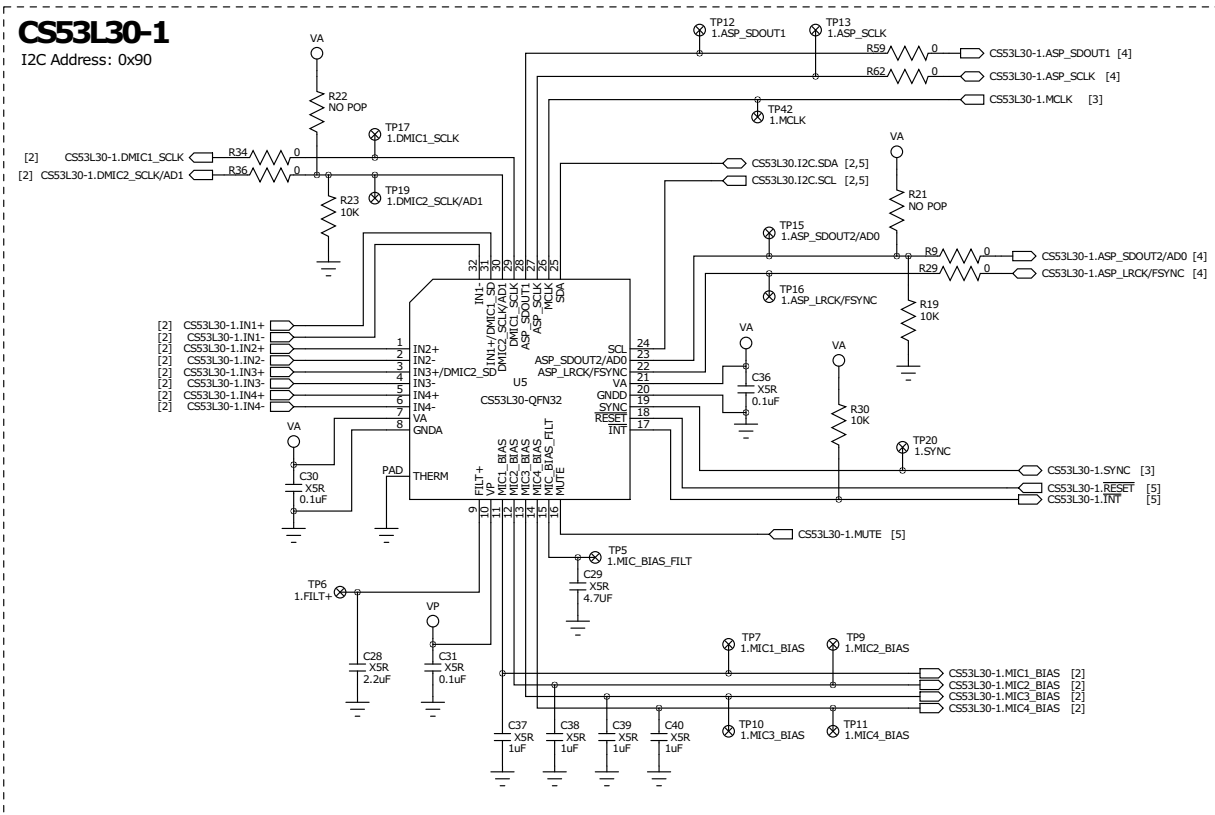 CS53L30-1
I2C Address: 0x90
VA
R22
NO POP
TP17
1.DMIC1_SCLK
[2] CS53L30-1.DMIC1_SCLK R34 0
[2] CS53L30-1.DMIC2_SCLK/AD1 R36 0
R23
10K
TP19
1.DMIC2_SCLK/AD1
TP12
1.ASP_SDOUT1
TP13
1.ASP_SCLK
R59 0 CS53L30-1.ASP_SDOUT1 [4]
R62 0 CS53L30-1.ASP_SCLK [4]
CS53L30-1.MCLK [3]
TP42
1.MCLK
VA
CS53L30.I2C.SDA [2,5]
CS53L30.I2C.SCL [2,5]
R21
NO POP
TP15
1.ASP_SDOUT2/AD0
R9 0 CS53L30-1.ASP_SDOUT2/AD0 [4]
R29 0 CS53L30-1.ASP_LRCK/FSYNC [4]
TP16
1.ASP_LRCK/FSYNC
R19
10K
32 31 30 29 28 27 26 25
IN1-
IN1+/DMIC1_SD
DMIC2_SCLK/AD1
DMIC1_SCLK
ASP_SDOUT1
ASP_SCLK
MCLK
SDA
[2] CS53L30-1.IN1+
[2] CS53L30-1.IN1-
[2] CS53L30-1.IN2+ 1 IN2+
[2] CS53L30-1.IN2- 2 IN2-
[2] CS53L30-1.IN3+ 3 IN3+/DMIC2_SD
[2] CS53L30-1.IN3- 4 IN3-
[2] CS53L30-1.IN4+ 5 IN4+
[2] CS53L30-1.IN4- 6 IN4-
7 VA
8 GNDA
U5
CS53L30-QFN32
SCL 24
ASP_SDOUT2/AD0 23
ASP_LRCK/FSYNC 22
VA 21
GNDD 20
SYNC 19
RESET 18
INT 17
VA
C36
X5R
0.1uF
VA
R30
10K
TP20
1.SYNC
CS53L30-1.SYNC [3]
CS53L30-1.RESET [5]
CS53L30-1.INT [5]
VA
C30
X5R
0.1uF
PAD THERM
FILT+
VP
MIC1_BIAS
MIC2_BIAS
MIC3_BIAS
MIC4_BIAS
MIC_BIAS_FILT
MUTE
9 10 11 12 13 14 15 16
CS53L30-1.MUTE [5]
TP5
1.MIC_BIAS_FILT
C29
X5R
4.7UF
TP6
1.FILT+
C28
X5R
2.2uF
VP
C31
X5R
0.1uF
TP7
1.MIC1_BIAS
TP9
1.MIC2_BIAS
CS53L30-1.MIC1_BIAS [2]
CS53L30-1.MIC2_BIAS [2]
CS53L30-1.MIC3_BIAS [2]
CS53L30-1.MIC4_BIAS [2]
TP10
1.MIC3_BIAS
TP11
1.MIC4_BIAS
C37
X5R
1uF
C38
X5R
1uF
C39
X5R
1uF
C40
X5R
1uF